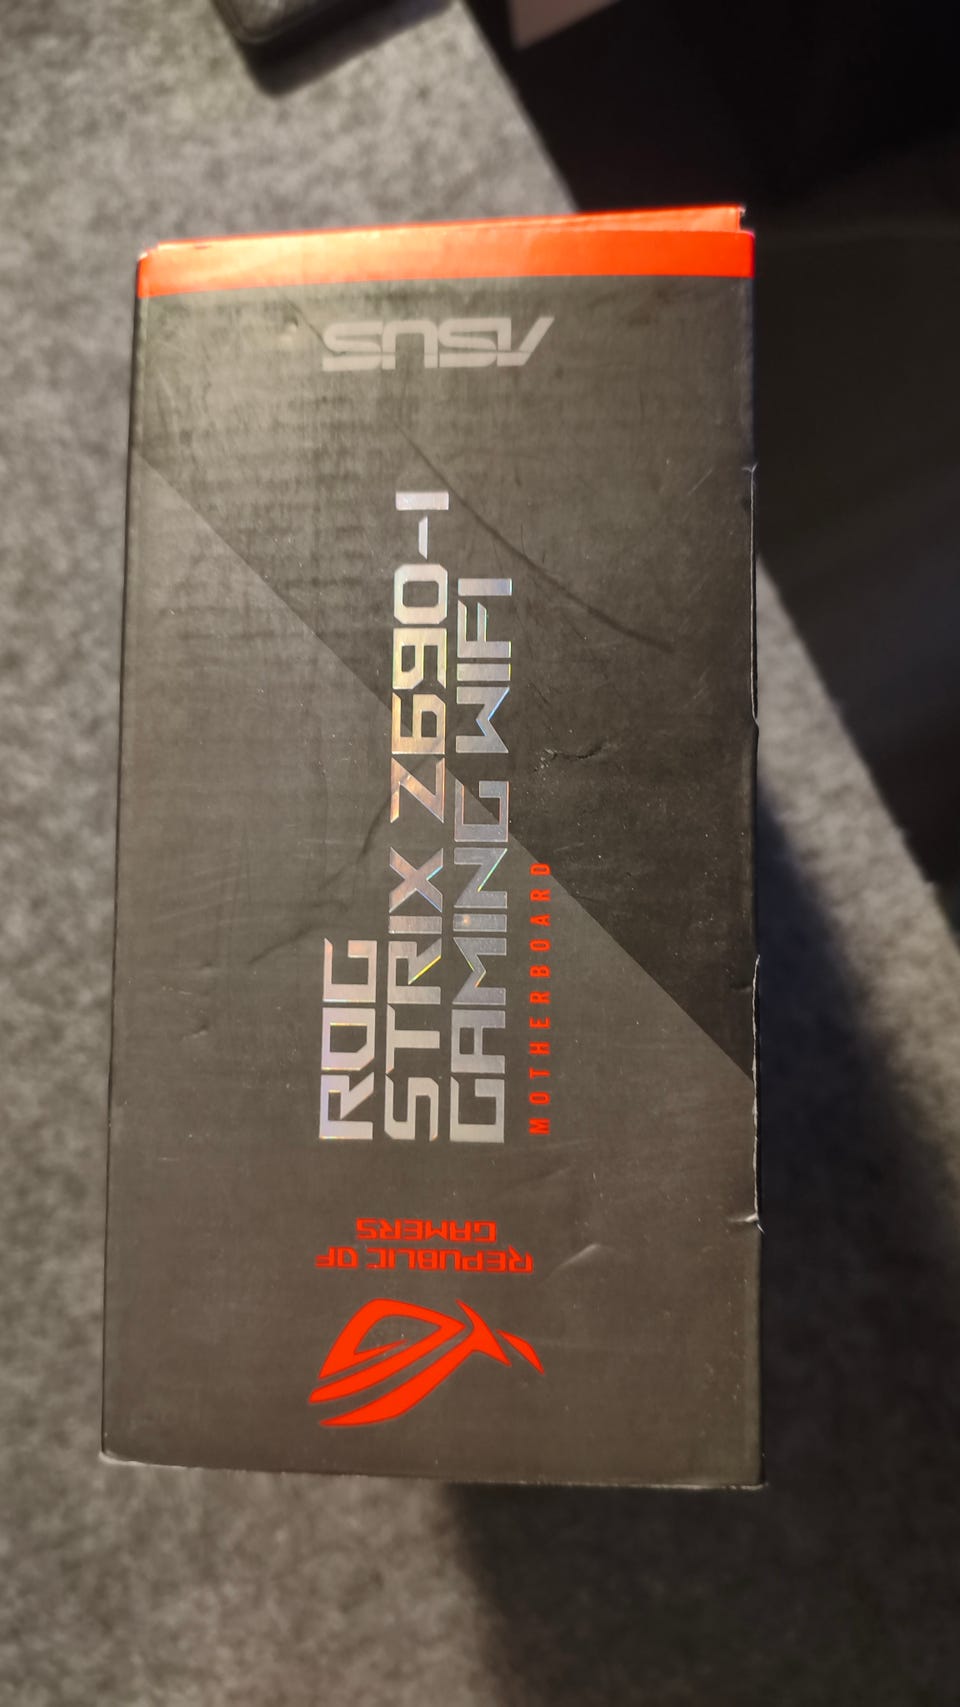 ASUS
ROG
STRIX Z690-I
GAMING WIFI
MOTHERBOARD
REPUBLIC OF
GAMERS